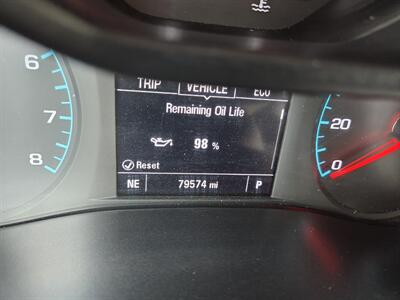 TRIP VEHICLE ECO
Remaining Oil Life
98 %
Reset
NE 79574 mi P
6
7
8
20
0